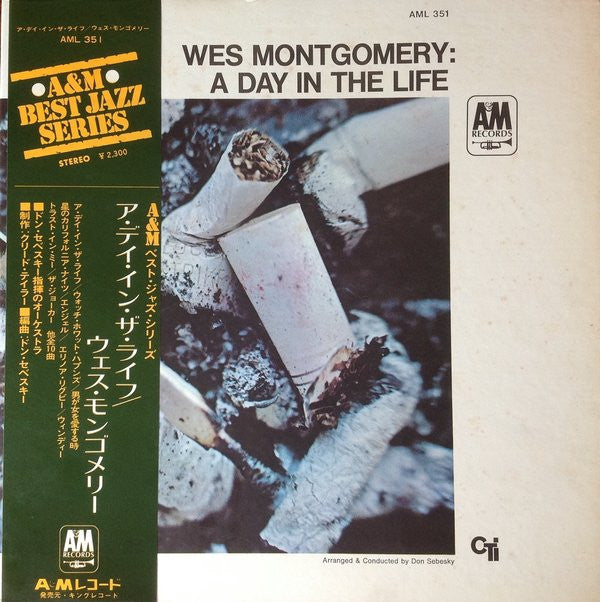 AML 351
WES MONTGOMERY:
A DAY IN THE LIFE
A&M
RECORDS
Arranged & Conducted by Don Sebesky
CTi
ア・デイ・イン・ザ・ライフ/ウェス・モンゴメリー
AML 351
A&M
BEST JAZZ
SERIES
STEREO ¥2,300
A&M ベスト・ジャズ・シリーズ
ア・デイ・イン・ザ・ライフ/
ウェス・モンゴメリー
ア・デイ・イン・ザ・ライフ/ウォッチ・ホワット・ハプンズ/男が女を愛する時
星のカリフォルニア・ナイツ/エンジェル/エリノア・リグビー/ウィンディー
トラスト・イン・ミー/ザ・ジョーカー 他全10曲
■ドン・セベスキー指揮のオーケストラ
■制作・クリード・テイラー■編曲・ドン・セベスキー
A&M
RECORDS
A&Mレコード
発売元・キングレコード